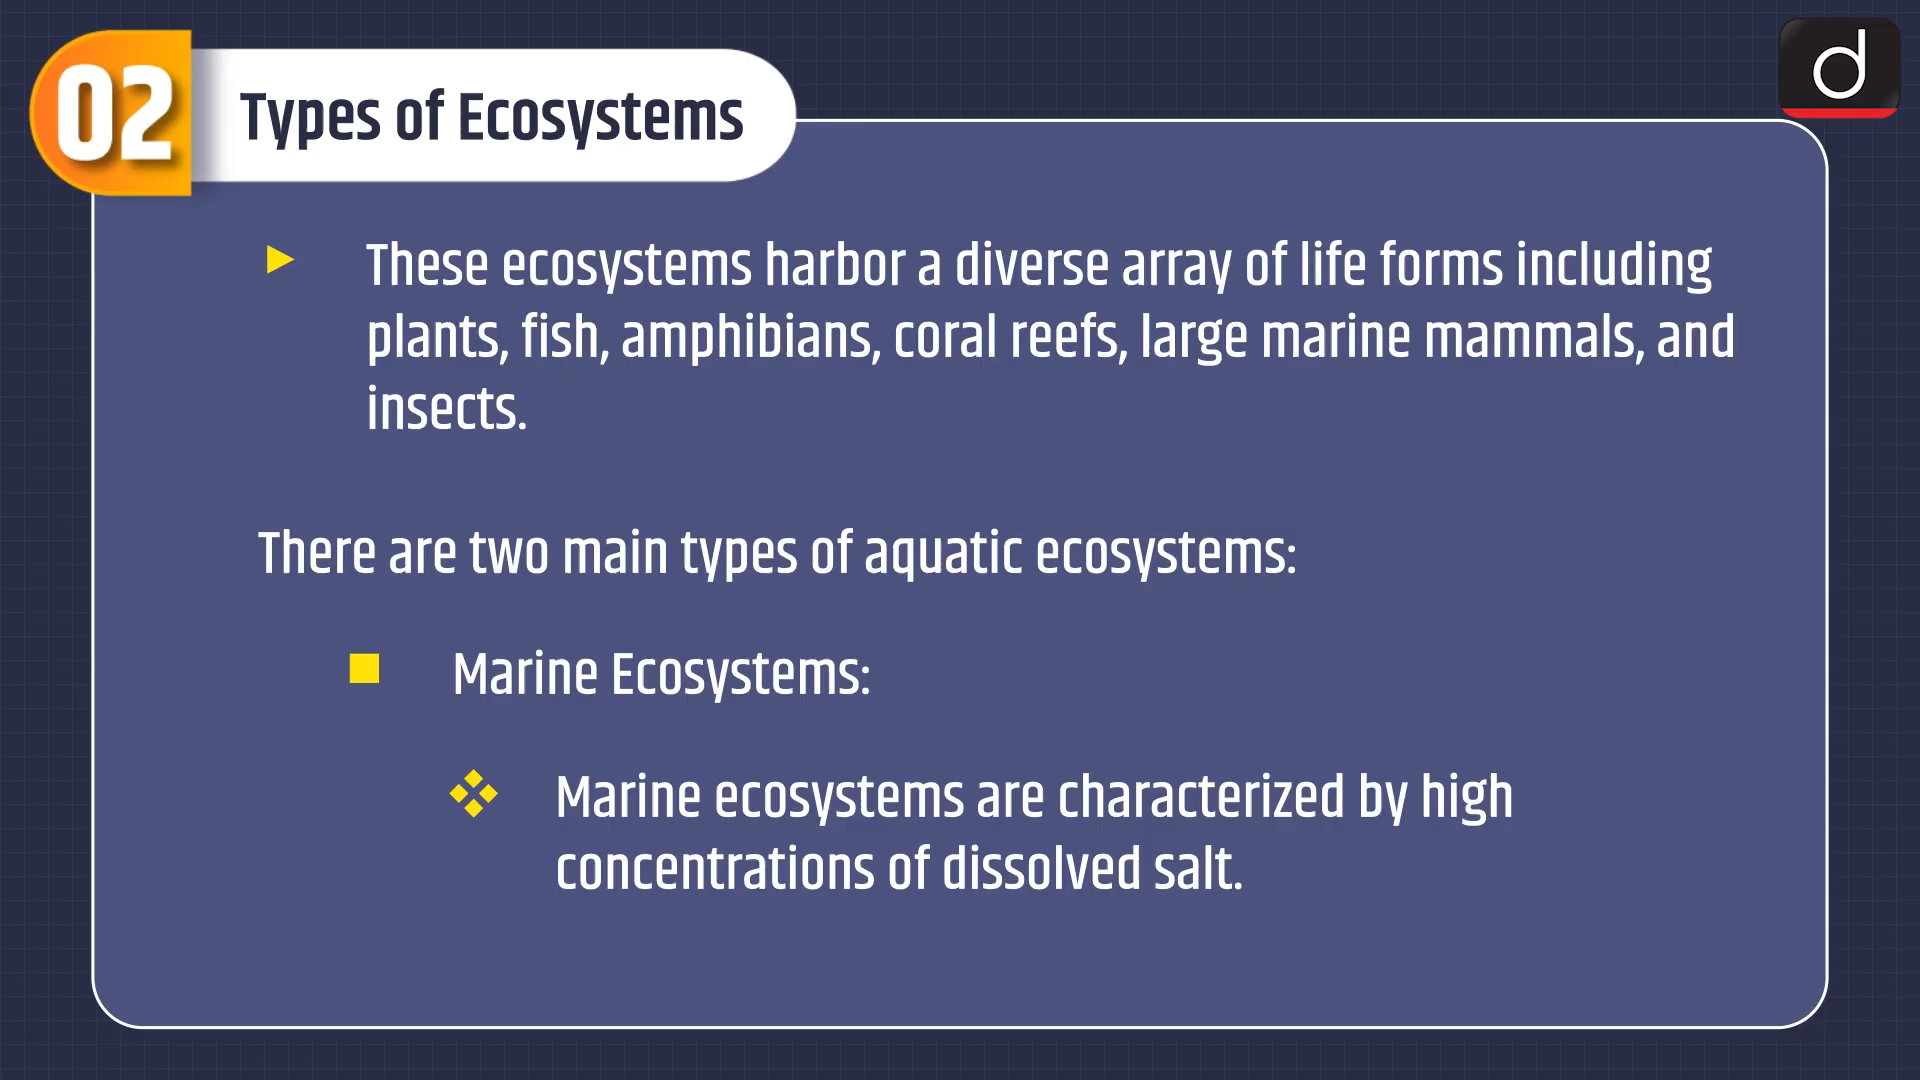 02
Types of Ecosystems
d
These ecosystems harbor a diverse array of life forms including
plants, fish, amphibians, coral reefs, large marine mammals, and
insects.
There are two main types of aquatic ecosystems:
Marine Ecosystems:
Marine ecosystems are characterized by high
concentrations of dissolved salt.